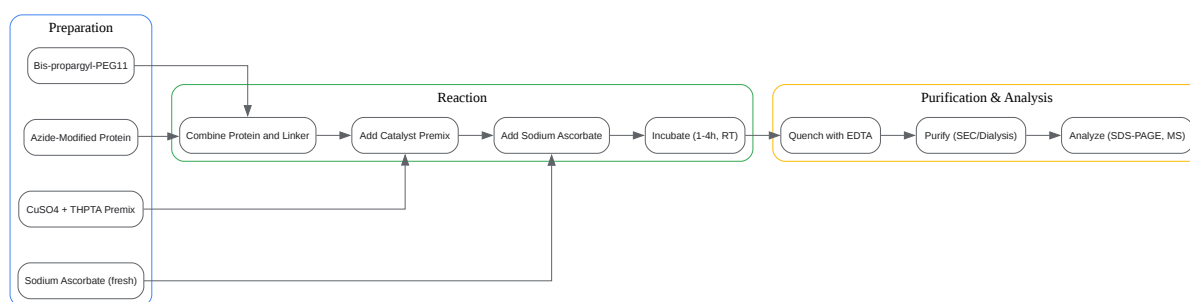 Preparation
Bis-propargyl-PEG11
Azide-Modified Protein
CuSO4 + THPTA Premix
Sodium Ascorbate (fresh)
Reaction
Combine Protein and Linker
Add Catalyst Premix
Add Sodium Ascorbate
Incubate (1-4h, RT)
Purification & Analysis
Quench with EDTA
Purify (SEC/Dialysis)
Analyze (SDS-PAGE, MS)